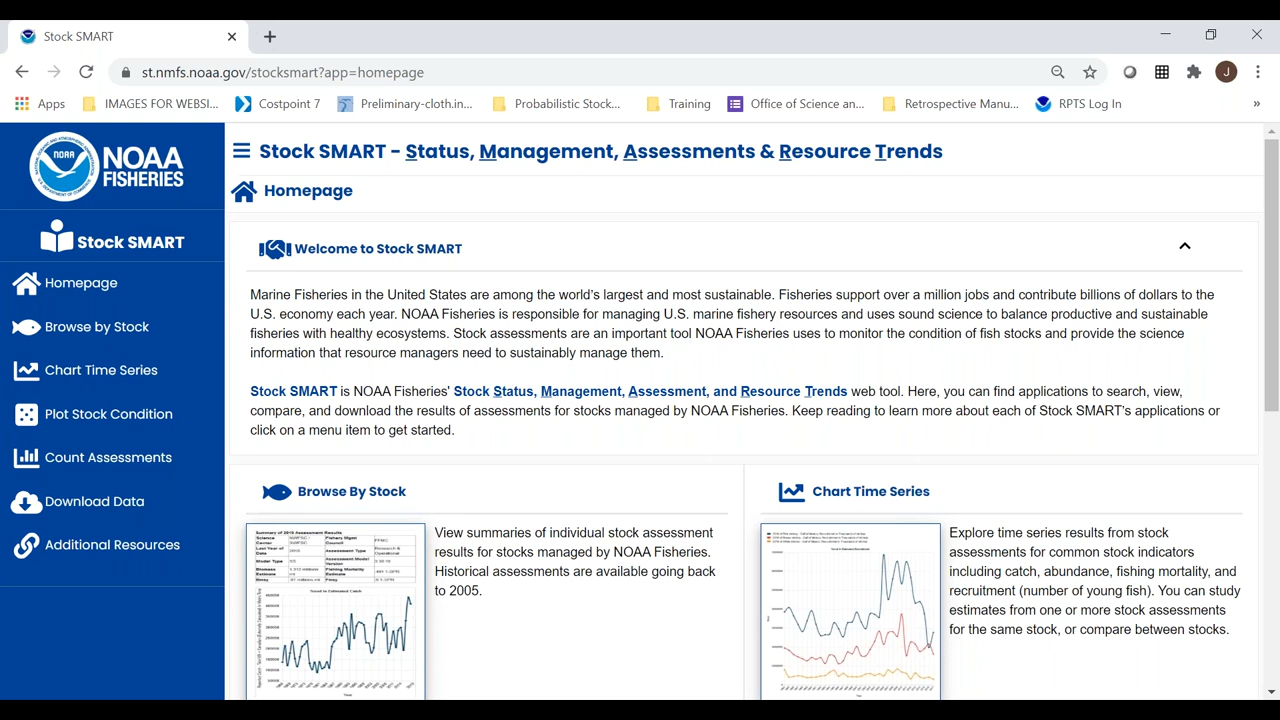 Stock SMART
st.nmfs.noaa.gov/stocksmart?app=homepage
J
Apps
IMAGES FOR WEBSI...
Costpoint 7
Preliminary-cloth.in...
Probabilistic Stock...
Training
Office of Science an...
Retrospective Manu...
RPTS Log In
»
NOAA
NOAA
FISHERIES
Stock SMART
Homepage
Browse by Stock
Chart Time Series
Plot Stock Condition
Count Assessments
Download Data
Additional Resources
Stock SMART - Status, Management, Assessments & Resource Trends
Homepage
Welcome to Stock SMART
Marine Fisheries in the United States are among the world's largest and most sustainable. Fisheries support over a million jobs and contribute billions of dollars to the
U.S. economy each year. NOAA Fisheries is responsible for managing U.S. marine fishery resources and uses sound science to balance productive and sustainable
fisheries with healthy ecosystems. Stock assessments are an important tool NOAA Fisheries uses to monitor the condition of fish stocks and provide the science
information that resource managers need to sustainably manage them.
Stock SMART is NOAA Fisheries' Stock Status, Management, Assessment, and Resource Trends web tool. Here, you can find applications to search, view,
compare, and download the results of assessments for stocks managed by NOAA Fisheries. Keep reading to learn more about each of Stock SMART's applications or
click on a menu item to get started.
Browse By Stock
View summaries of individual stock assessment
results for stocks managed by NOAA Fisheries.
Historical assessments are available going back
to 2005.
Chart Time Series
Explore time series results from stock
assessments for common stock indicators
including catch, abundance, fishing mortality, and
recruitment (number of young fish). You can study
estimates from one or more stock assessments
for the same stock, or compare between stocks.